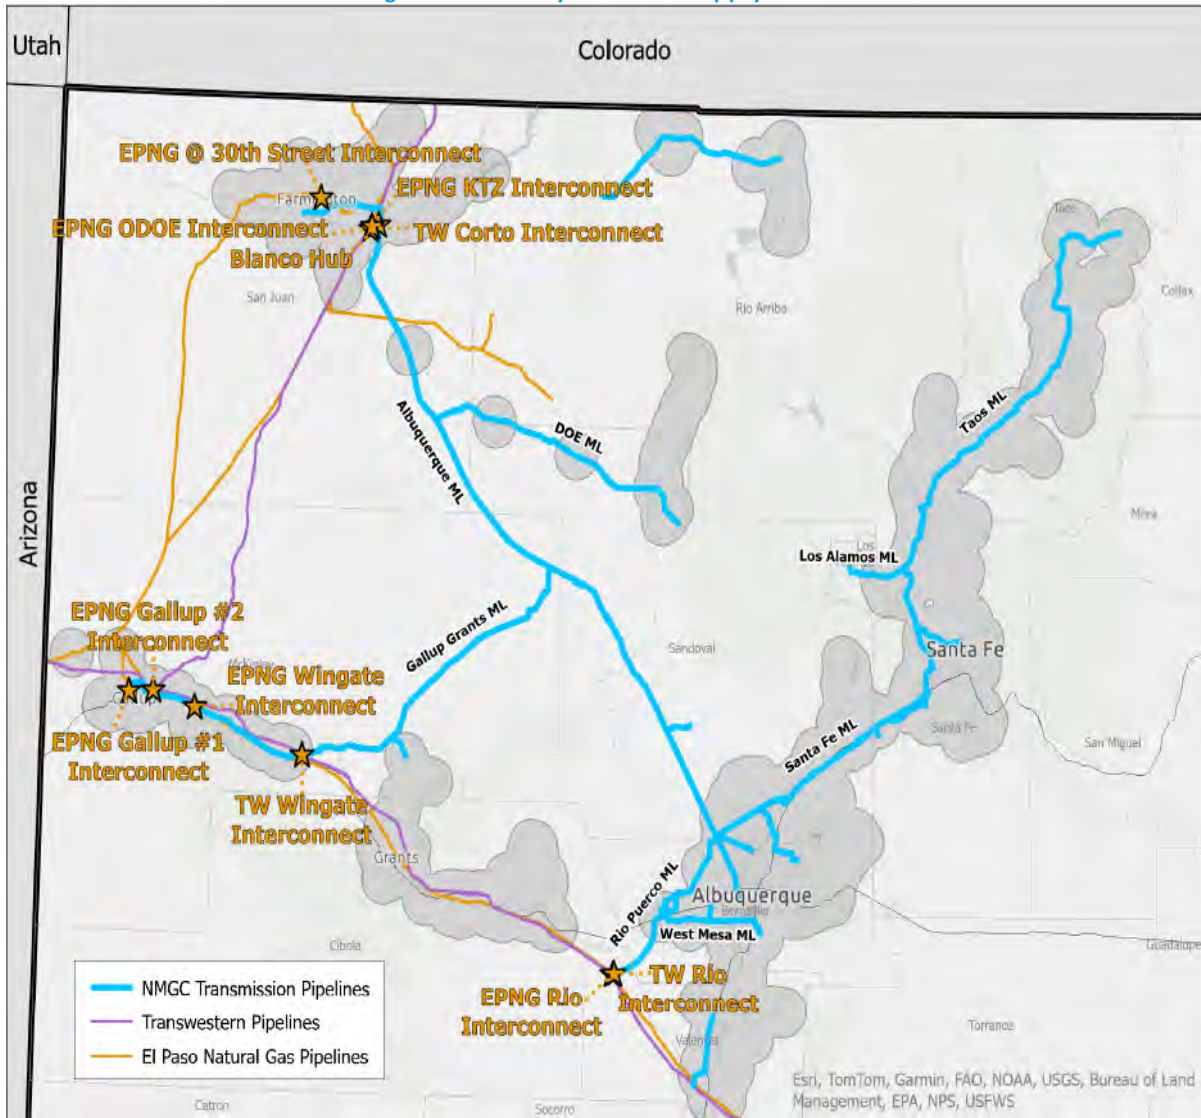 Utah
Colorado
EPNG @ 30th Street Interconnect
EPNG KTZ Interconnect
EPNG ODOE Interconnect
TW Corto Interconnect
Blanco Hub
San Juan
Rio Arriba
Taos
Colfax
Albuquerque ML
DOE ML
Taos ML
Arizona
Mora
Los Alamos ML
Los
EPNG Gallup #2
Interconnect
Gallup Grants ML
McKinley
Sandoval
Santa Fe
EPNG Wingate
Interconnect
EPNG Gallup #1
Interconnect
Santa Fe ML
Santa Fe
San Miguel
TW Wingate
Interconnect
Grants
Rio Puerco ML
Albuquerque
Bernalillo
West Mesa ML
Cibola
Guadalupe
TW Rio
Interconnect
EPNG Rio
Interconnect
NMGC Transmission Pipelines
Transwestern Pipelines
El Paso Natural Gas Pipelines
Valencia
Torrance
Catron
Socorro
Esri, TomTom, Garmin, FAO, NOAA, USGS, Bureau of Land
Management, EPA, NPS, USFWS